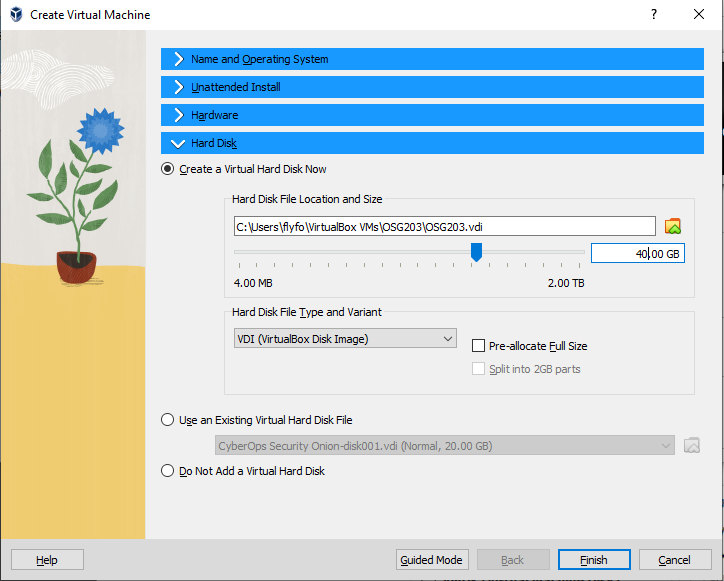 Create Virtual Machine
?
Name and Operating System
Unattended Install
Hardware
Hard Disk
Create a Virtual Hard Disk Now
Hard Disk File Location and Size
C:\Users\flyfo\VirtualBox VMs\OSG203\OSG203.vdi
40.00 GB
4.00 MB 2.00 TB
Hard Disk File Type and Variant
VDI (VirtualBox Disk Image)
Pre-allocate Full Size
Split into 2GB parts
Use an Existing Virtual Hard Disk File
CyberOps Security Onion-disk001.vdi (Normal, 20.00 GB)
Do Not Add a Virtual Hard Disk
Help Guided Mode Back Finish Cancel